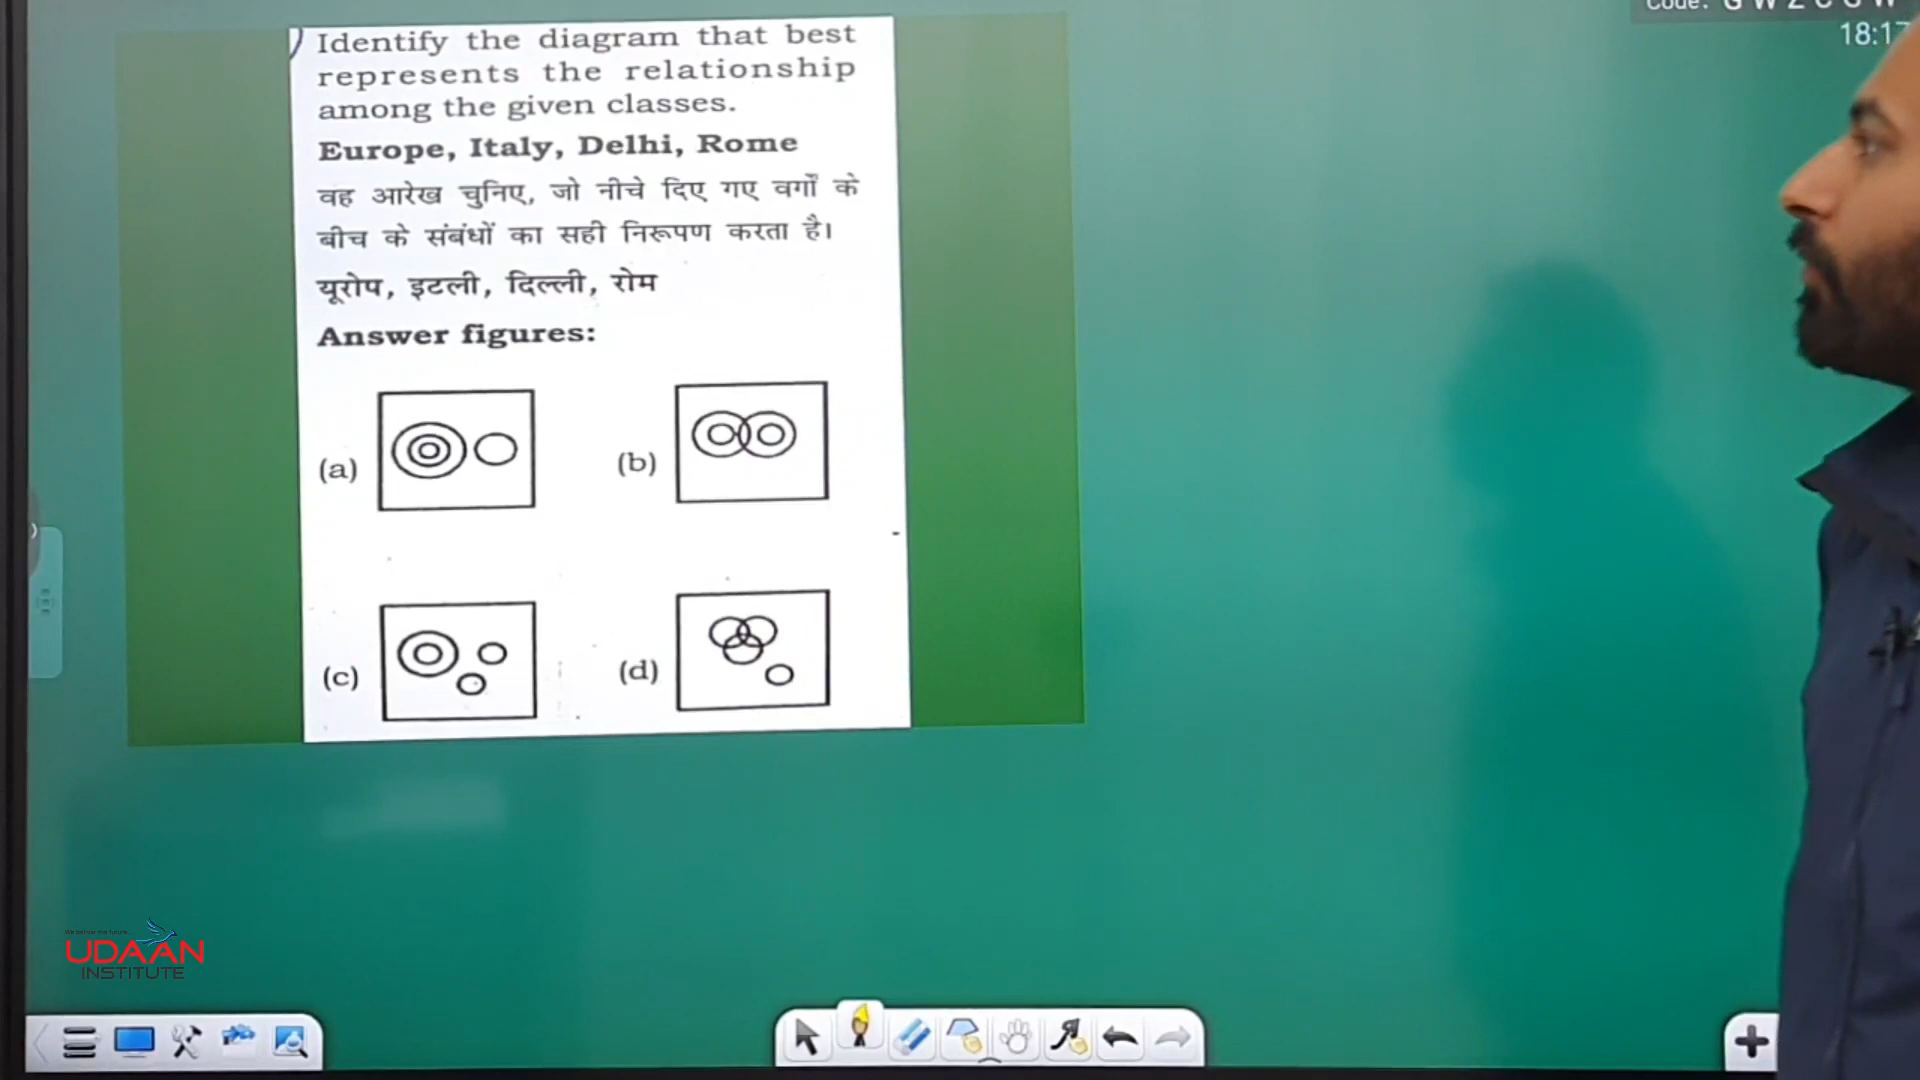 18:17
Identify the diagram that best
represents the relationship
among the given classes.
Europe, Italy, Delhi, Rome
वह आरेख चुनिए, जो नीचे दिए गए वर्गों के
बीच के संबंधों का सही निरूपण करता है।
यूरोप, इटली, दिल्ली, रोम
Answer figures:
(a)
(b)
(c)
(d)
UDAAN
INSTITUTE